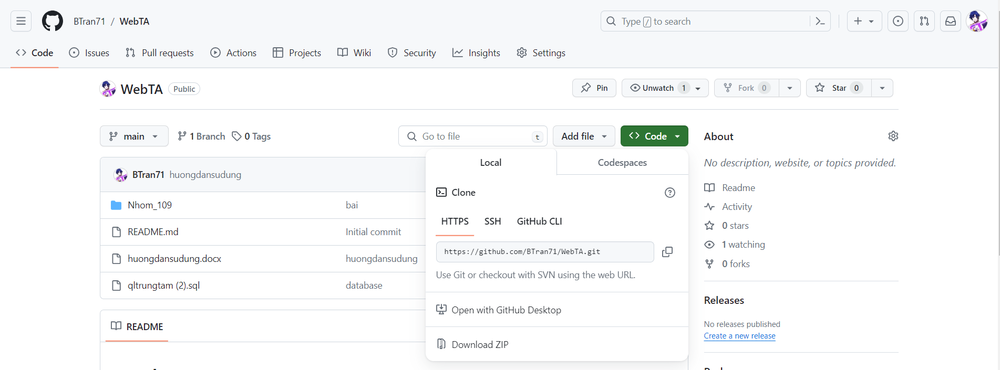 BTran71 / WebTA
Type / to search
Code Issues Pull requests Actions Projects Wiki Security Insights Settings
WebTA Public
Pin Unwatch 1 Fork 0 Star 0
main 1 Branch 0 Tags Go to file t Add file Code
BTran71 huongdansudung
Nhom_109 bai
README.md Initial commit
huongdansudung.docx huongdansudung
qltrungtam (2).sql database
README
Local Codespaces
Clone
HTTPS SSH GitHub CLI
https://github.com/BTran71/WebTA.git
Use Git or checkout with SVN using the web URL.
Open with GitHub Desktop
Download ZIP
About
No description, website, or topics provided.
Readme
Activity
0 stars
1 watching
0 forks
Releases
No releases published
Create a new release